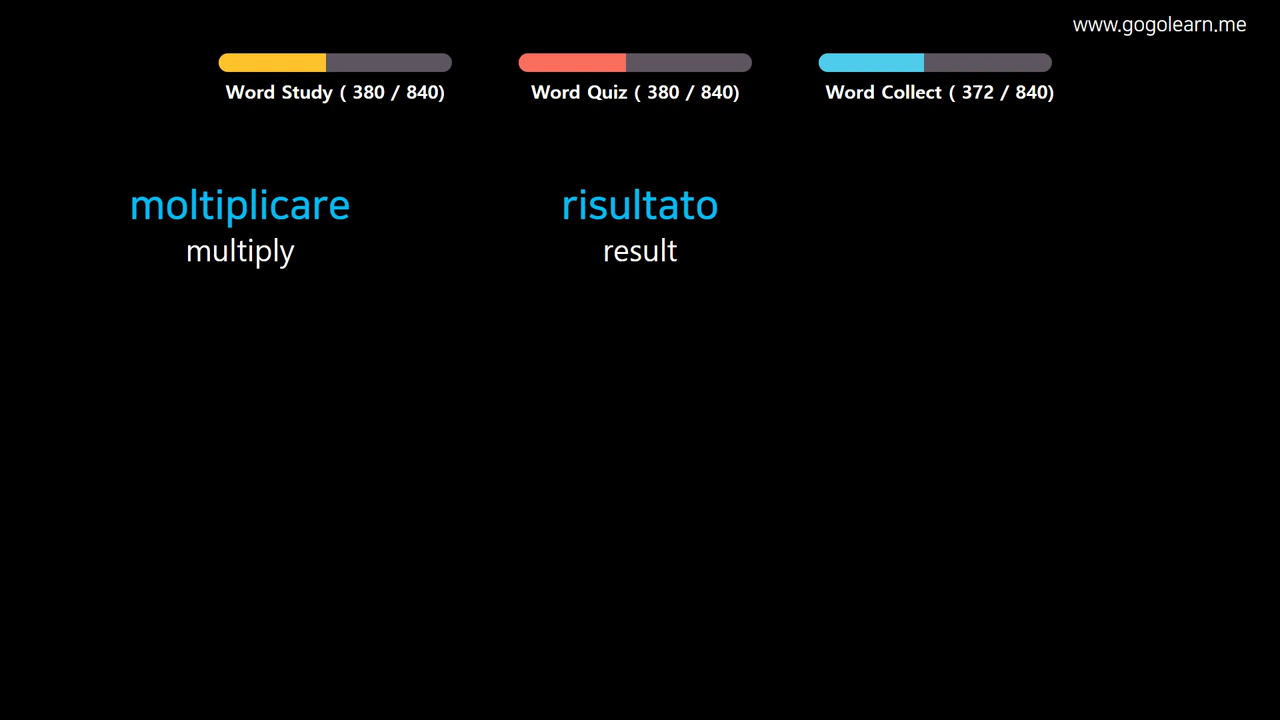 www.gogolearn.me
Word Study ( 380 / 840)
Word Quiz ( 380 / 840)
Word Collect ( 372 / 840)
moltiplicare
multiply
risultato
result